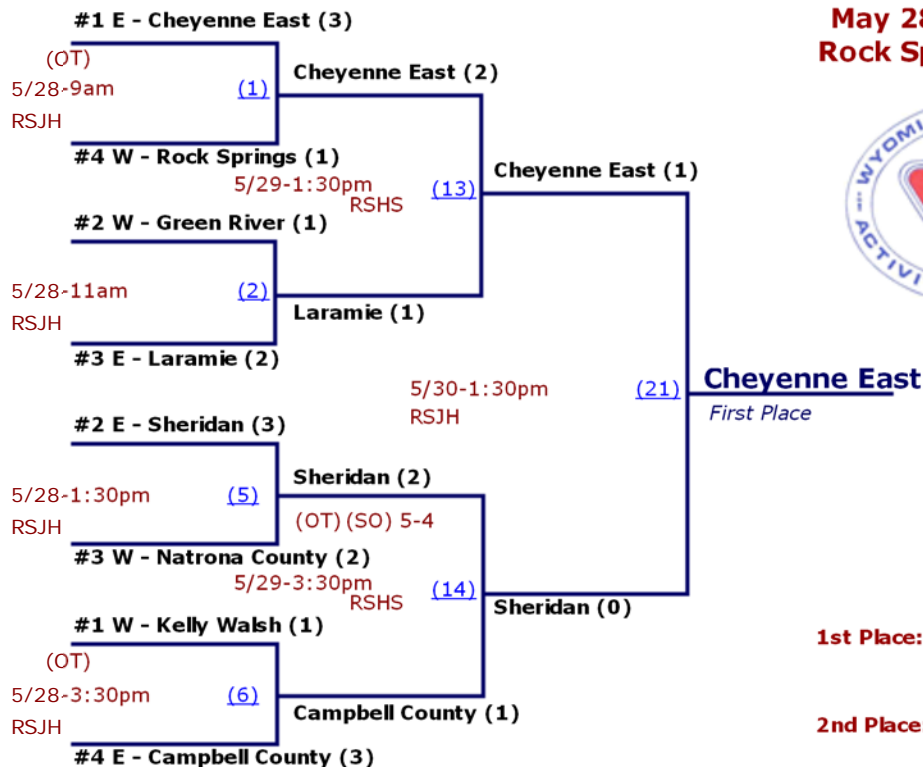 #1 E - Cheyenne East (3)
May 28
Rock Sp
(OT)
Cheyenne East (2)
5/28-9am
(1)
RSJH
#4 W - Rock Springs (1)
Cheyenne East (1)
5/29-1:30pm
(13)
RSHS
#2 W - Green River (1)
5/28-11am
(2)
RSJH
Laramie (1)
#3 E - Laramie (2)
WYOMI
ACTIVI
5/30-1:30pm
(21)
RSJH
Cheyenne East
First Place
#2 E - Sheridan (3)
Sheridan (2)
5/28-1:30pm
(5)
RSJH
(OT) (SO) 5-4
#3 W - Natrona County (2)
5/29-3:30pm
(14)
RSHS
Sheridan (0)
#1 W - Kelly Walsh (1)
(OT)
5/28-3:30pm
(6)
RSJH
Campbell County (1)
#4 E - Campbell County (3)
1st Place:
2nd Place